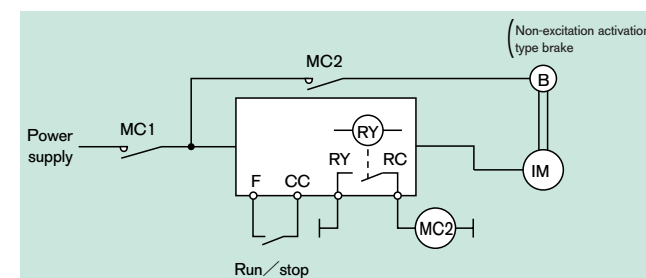 (Non-excitation activation
type brake
MC2
B
Power
supply
MC1
RY
RY RC
IM
F CC
MC2
Run／stop